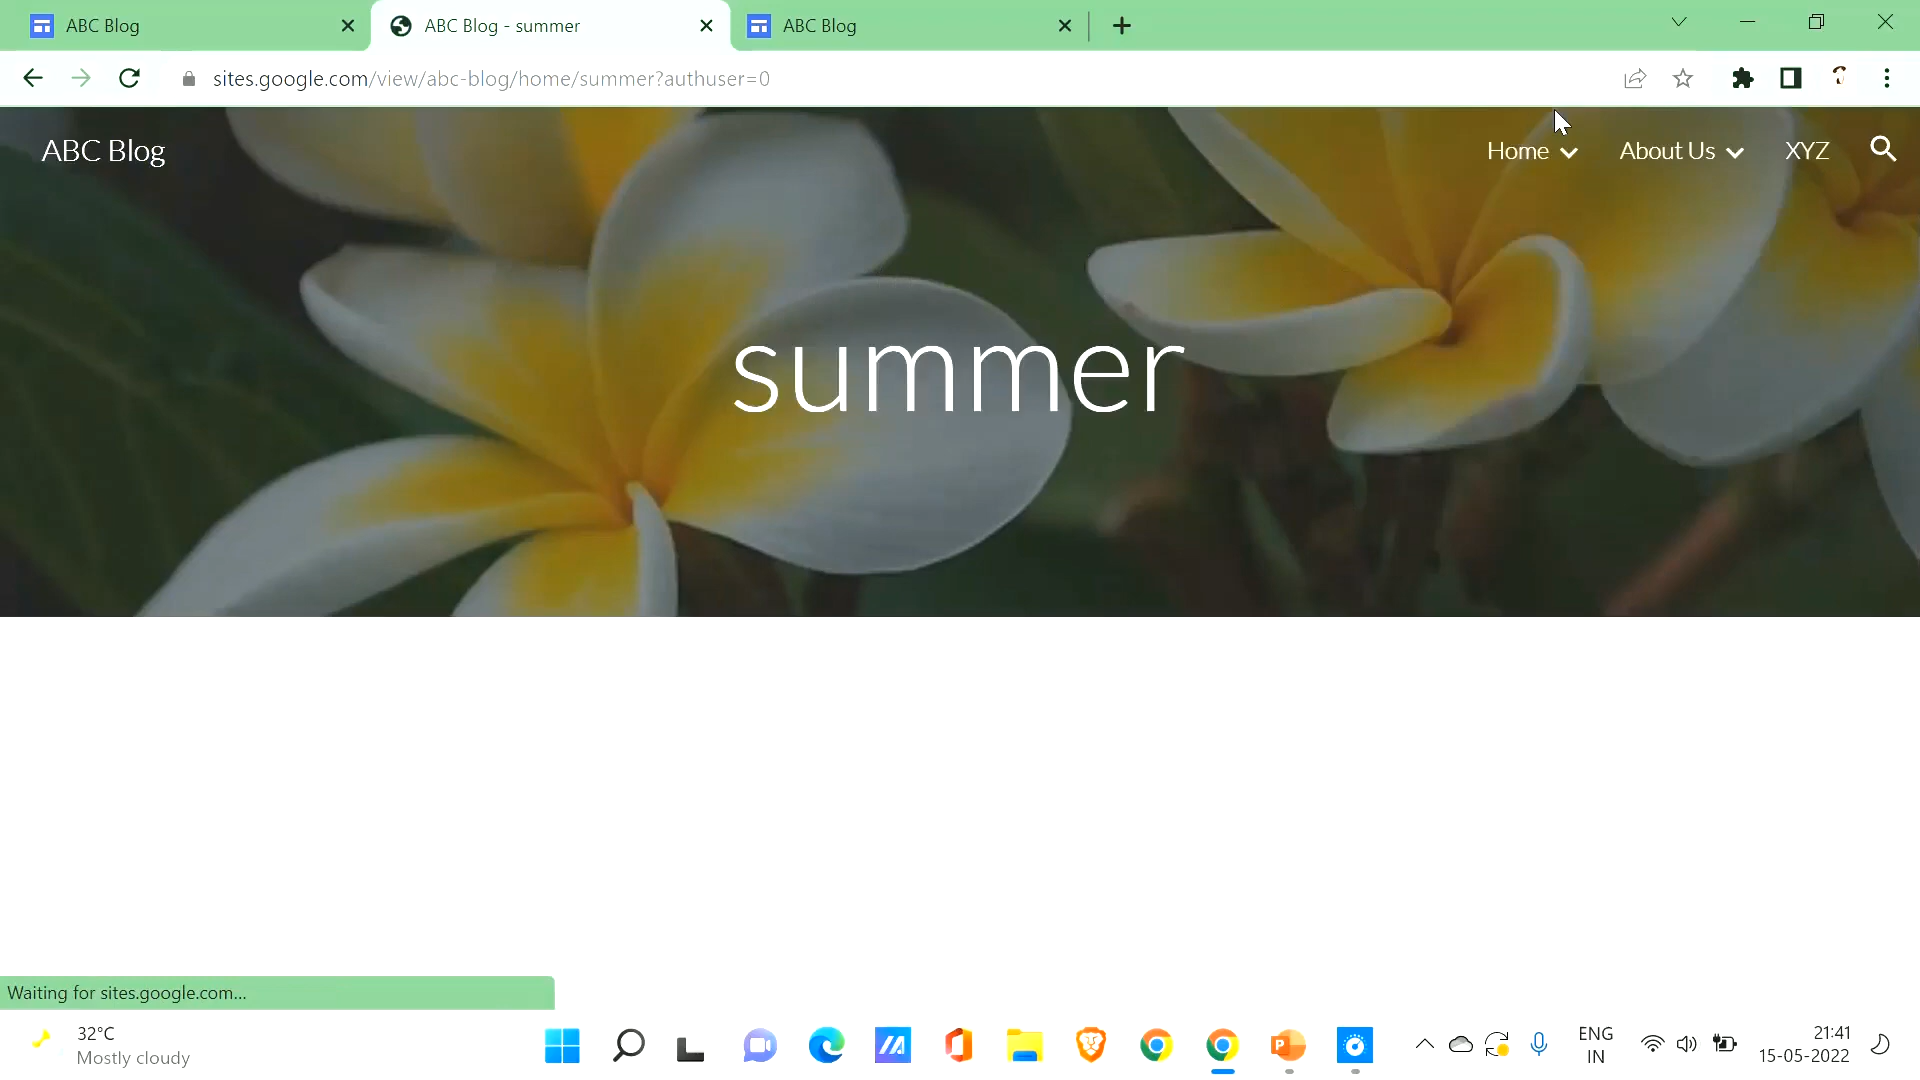 ABC Blog
ABC Blog - summer
ABC Blog
sites.google.com/view/abc-blog/home/summer?authuser=0
ABC Blog
Home
About Us
XYZ
summer
Waiting for sites.google.com...
32°C
Mostly cloudy
ENG
IN
21:41
15-05-2022